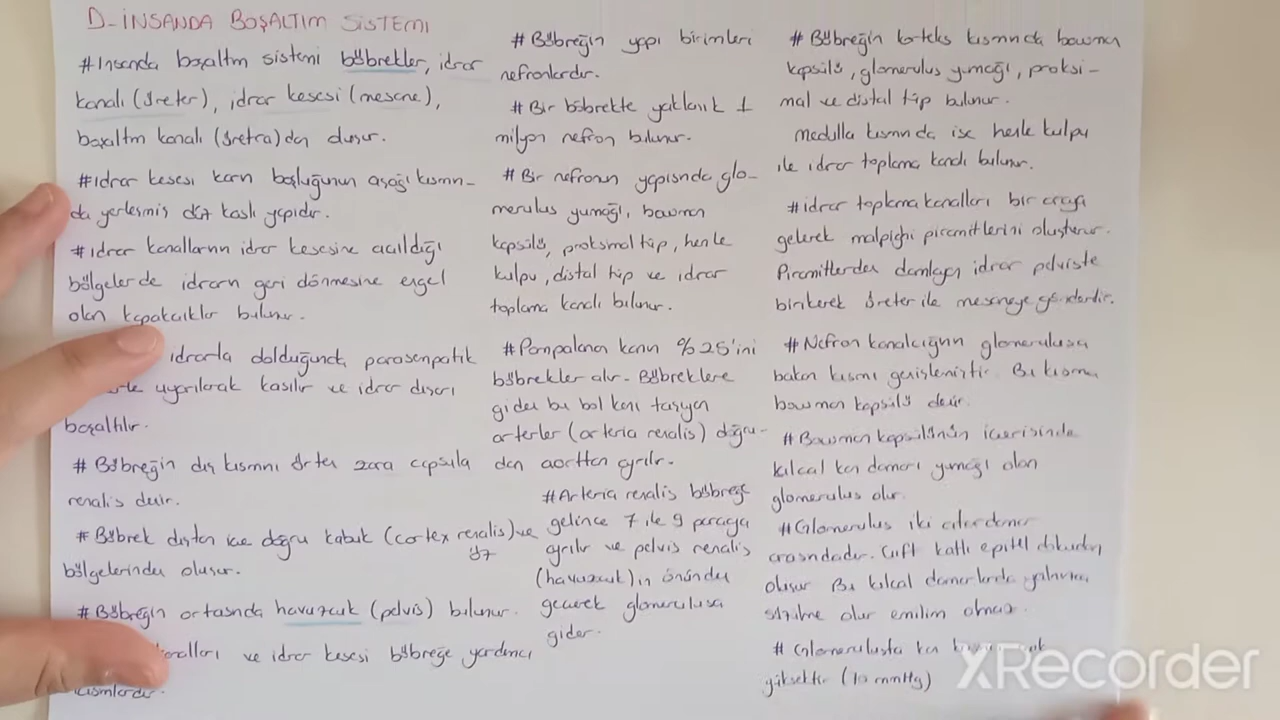 D-İNSANDA BOŞALTIM SİSTEMİ
#İnsanda boşaltım sistemi böbrekler, idrar
kanalı (üreter), idrar kesesi (mesane),
boşaltım kanalı (üretra)dan oluşur.
#İdrar kesesi karın boşluğunun aşağı kısmın-
da yerleşmiş düz kaslı yapıdır.
#İdrar kanallarının idrar kesesine açıldığı
bölgelerde idrarın geri dönmesine engel
olan kapakcıklar bulunur.
idrarla dolduğunda parasenpatik
uyarılarak kasılır ve idrar dışarı
boşaltılır.
#Böbreğin dış kısmını örten zara capsula
renalis denir.
#Böbrek dıştan içe doğru kabuk (cortex renalis) ve
öz
bölgelerinden oluşur.
#Böbreğin ortasında havuzcuk (pelvis) bulunur.
ve idrar kesesi böbreğe yardımcı
kısımlardır.
#Böbreğin yapı birimleri
nefronlardır.
#Bir böbrekte yaklaşık 1
milyon nefron bulunur.
#Bir nefronun yapısında glo-
merulus yumağı, bowman
kapsülü, proksimal tüp, henle
kulpu, distal tüp ve idrar
toplama kanalı bulunur.
#Pompalanan kanın %25'ini
böbrekler alır. Böbreklere
giden bu bol kanı taşıyan
arterler (arteria renalis) doğru-
dan aorttan ayrılır.
#Arteria renalis böbreğe
gelince 7 ile 9 parçaya
ayrılır ve pelvis renalis
(havuzcuk)ın önünden
geçerek glomerulusa
gider.
#Böbreğin korteks kısmında bowman
kapsülü, glomerulus yumağı, proksi-
mal ve distal tüp bulunur.
medulla kısmında ise henle kulpu
ile idrar toplama kanalı bulunur.
#İdrar toplama kanalları bir araya
gelerek malpighi piramitlerini oluşturur.
Piramitlerden damlayan idrar pelviste
birikerek üreter ile mesaneye gönderilir.
#Nefron kanalcığının glomerulusa
bakan kısmı genişlemiştir. Bu kısma
bowman kapsülü denir.
#Bowman kapsülünün içerisinde
kılcal kan damarı yumağı olan
glomerulus olur.
#Glomerulus iki atardamar
arasındadır. Çift katlı epitel dokudan
oluşur Bu kılcal damarlarda yalnızca
süzülme olur emilim olmaz.
#Glomerulusta kan
yüksektir (70 mmHg)
XRecorder